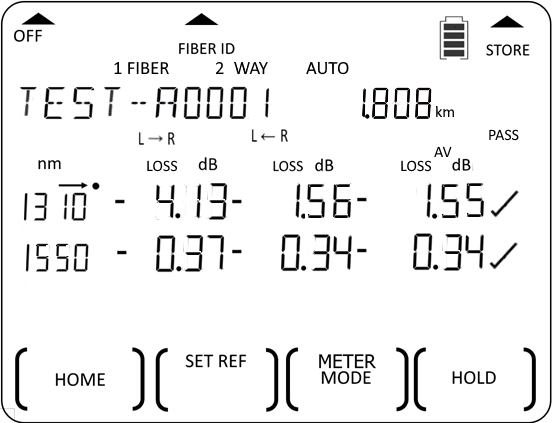 OFF
FIBER ID
STORE
1 FIBER 2 WAY AUTO
TEST--A0001 1.808 km
L→R L←R PASS
nm LOSS dB LOSS dB LOSS AV dB
1310 - 4.13- 1.56- 1.55✓
1550 - 0.37- 0.34- 0.34✓
HOME SET REF METER MODE HOLD